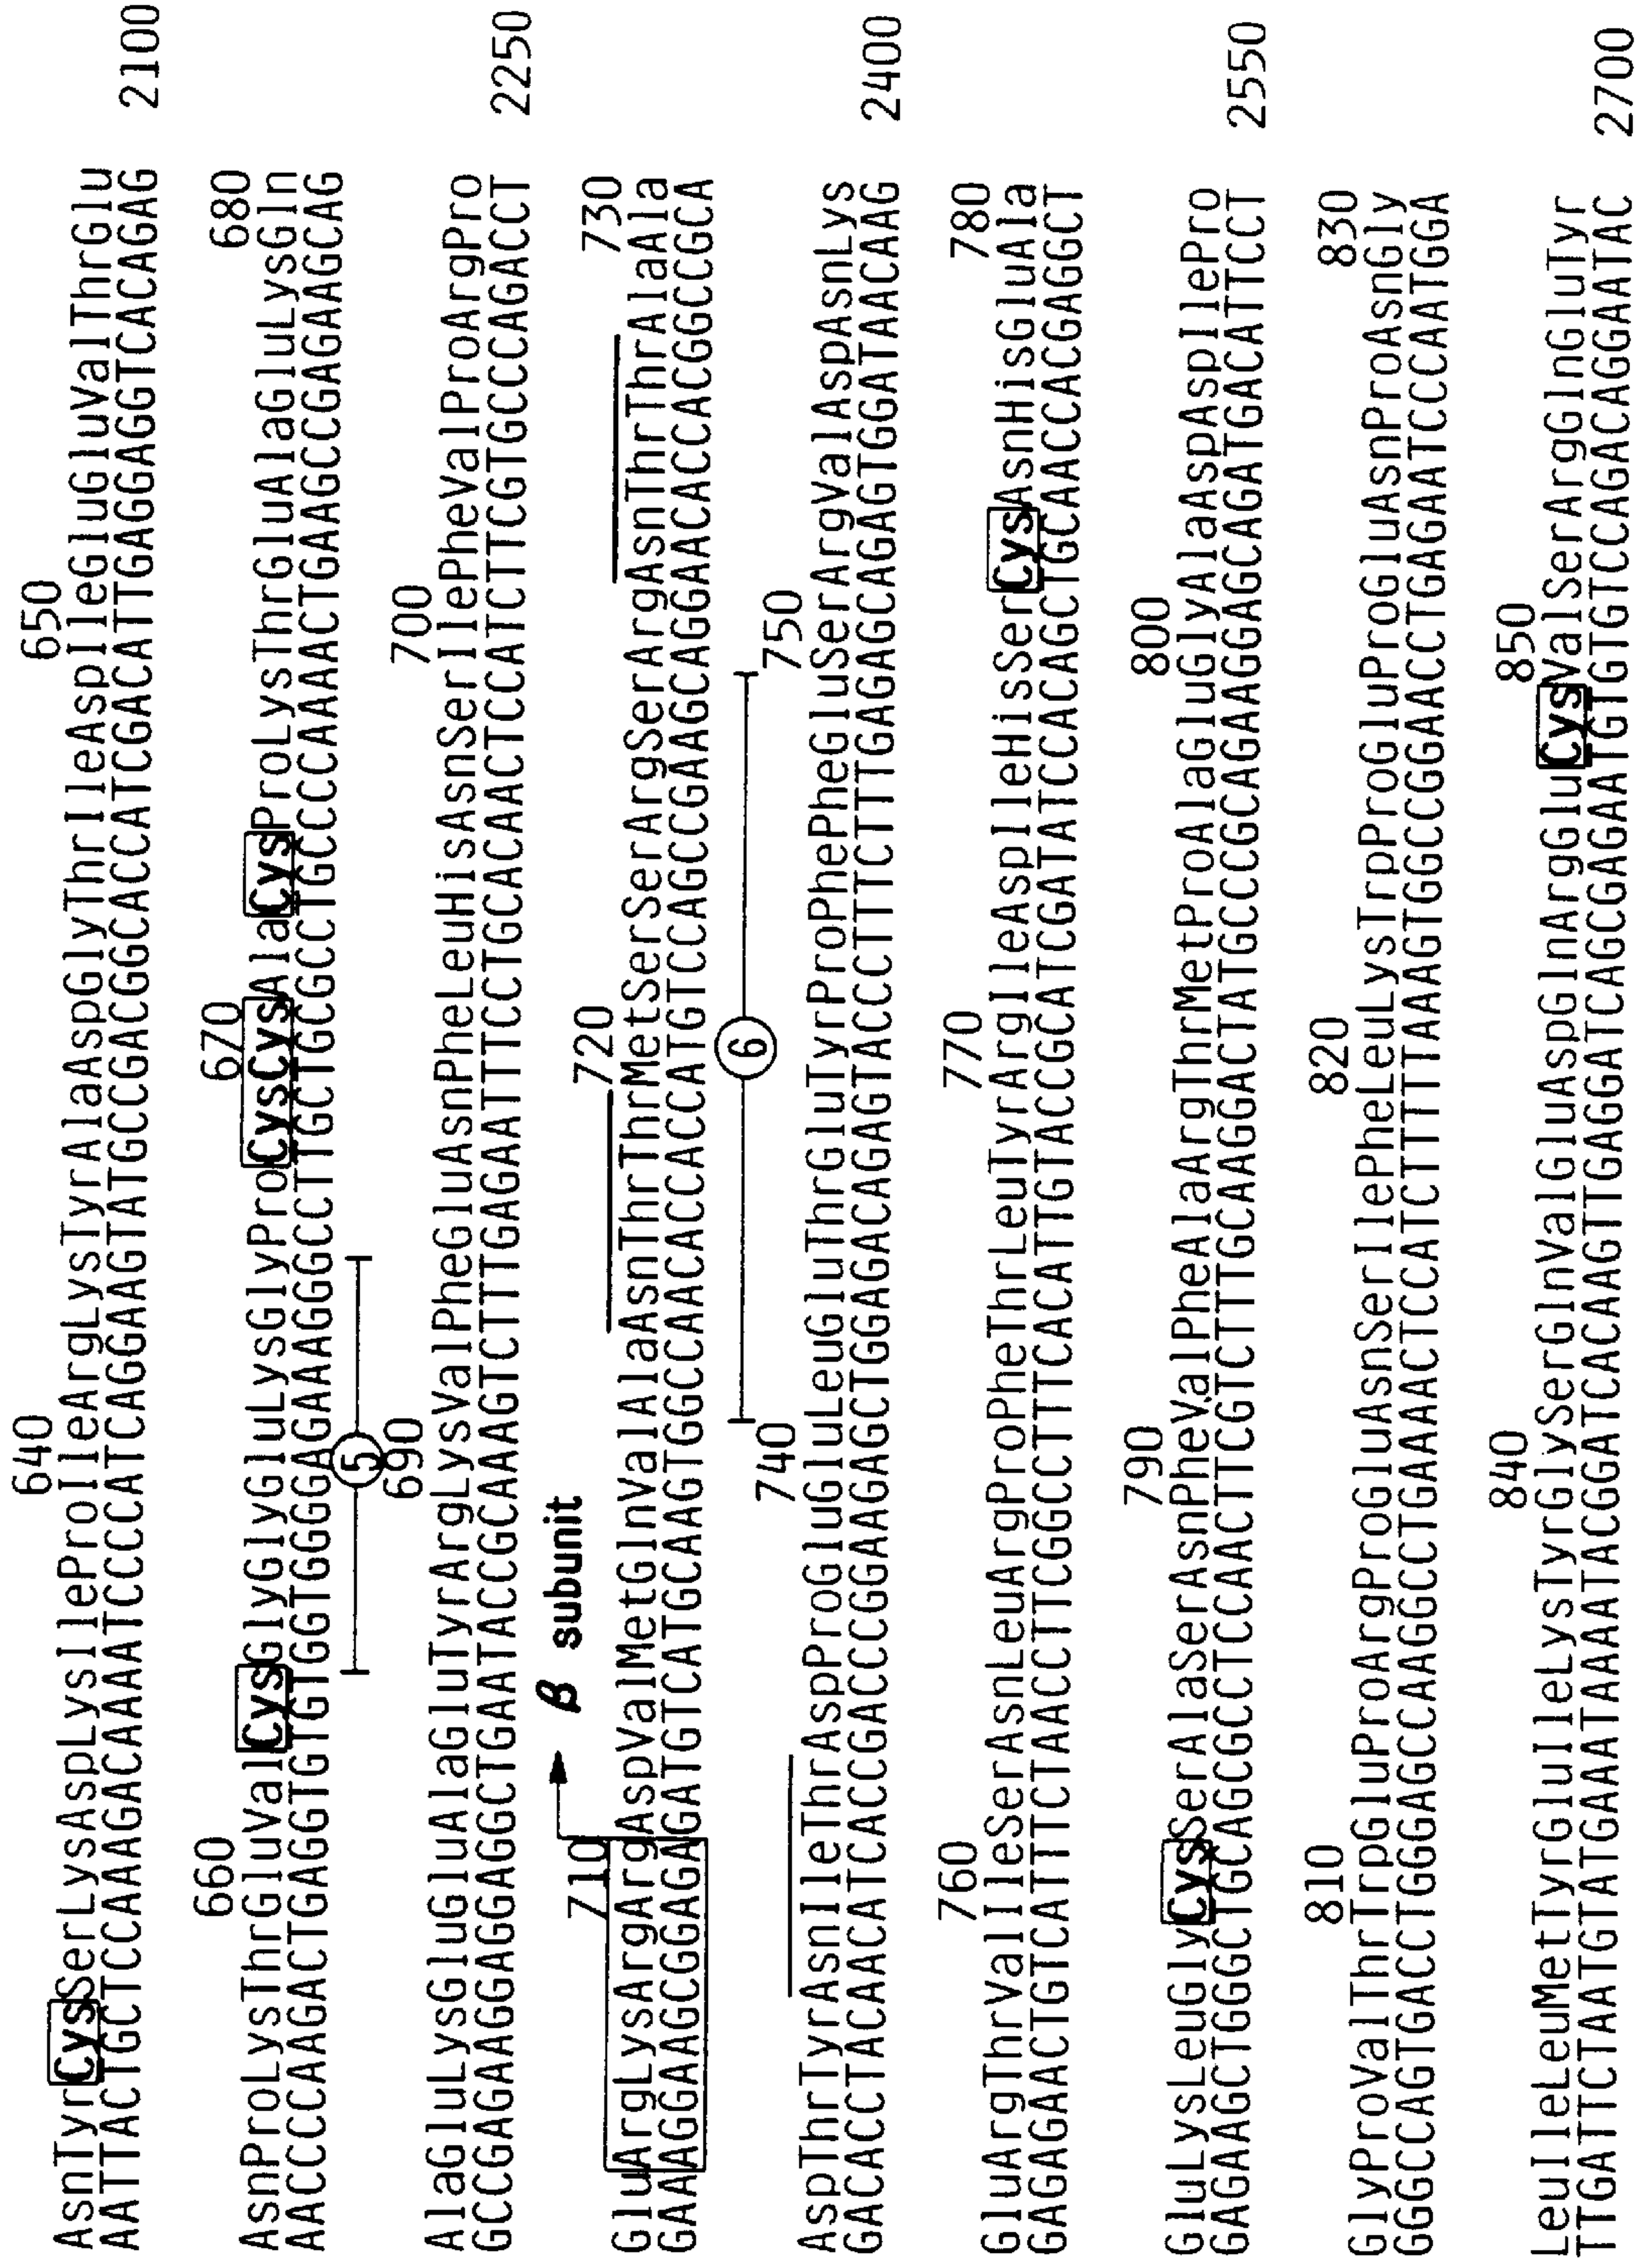 640 650
AsnTyrCysSerLysAspLysIleProIleArgLysTyrAlaAspGlyThrIleAspIleGluGluValThrGlu
AATTACTGCTCCAAAGACAAAATCCCCATCAGGAAGTATGCCGACGGCACCATCGACATTGAGGAGGTCACAGAG 2100
660 670 680
AsnProLysThrGluValCysGlyGlyGluLysGlyProCysCysAlaCysProLysThrGluAlaGluLysGln
AACCCCAAGACTGAGGTGTGTGGTGGGGAGAAAGGGCCTTGCTGCGCCTGCCCCAAAACTGAAGCCGAGAAGCAG
5
690 700
AlaGluLysGluGluAlaGluTyrArgLysValPheGluAsnPheLeuHisAsnSerIlePheValProArgPro
GCCGAGAAGGAGGAGGCTGAATACCGCAAAGTCTTTGAGAATTTCCTGCACAACTCCATCTTCGTGCCCAGACCT 2250
β subunit
710 720 730
GluArgLysArgArgAspValMetGlnValAlaAsnThrThrMetSerSerArgSerArgAsnThrThrAlaAla
GAAAGGAAGCGGAGAGATGTCATGCAAGTGGCCAACACCACCATGTCCAGCCGAAGCAGGAACACCACGGCCGCA
6
740 750
AspThrTyrAsnIleThrAspProGluGluLeuGluThrGluTyrProPhePheGluSerArgValAspAsnLys
GACACCTACAACATCACCGACCCGGAAGAGCTGGAGACAGAGTACCCTTTCTTTGAGAGCAGAGTGGATAACAAG 2400
760 770 780
GluArgThrValIleSerAsnLeuArgProPheThrLeuTyrArgIleAspIleHisSerCysAsnHisGluAla
GAGAGAACTGTCATTTCTAACCTTCGGCCTTTCACATTGTACCGCATCGATATCCACAGCTGCAACCACGAGGCT
790 800
GluLysLeuGlyCysSerAlaSerAsnPheValPheAlaArgThrMetProAlaGluGlyAlaAspAspIlePro
GAGAAGCTGGGCTGCAGCGCCTCCAACTTCGTCTTTGCAAGGACTATGCCCGCAGAAGGAGCAGATGACATTCCT 2550
810 820 830
GlyProValThrTrpGluProArgProGluAsnSerIlePheLeuLysTrpProGluProGluAsnProAsnGly
GGGCCAGTGACCTGGGAGCCAAGGCCTGAAAACTCCATCTTTTTAAAGTGGCCGGAACCTGAGAATCCCAATGGA
840 850
LeuIleLeuMetTyrGluIleLysTyrGlySerGlnValGluAspGlnArgGluCysValSerArgGlnGluTyr
TTGATTCTAATGTATGAAATAAAATACGGATCACAAGTTGAGGATCAGCGAGAATGTGTGTCCAGACAGGAATAC 2700